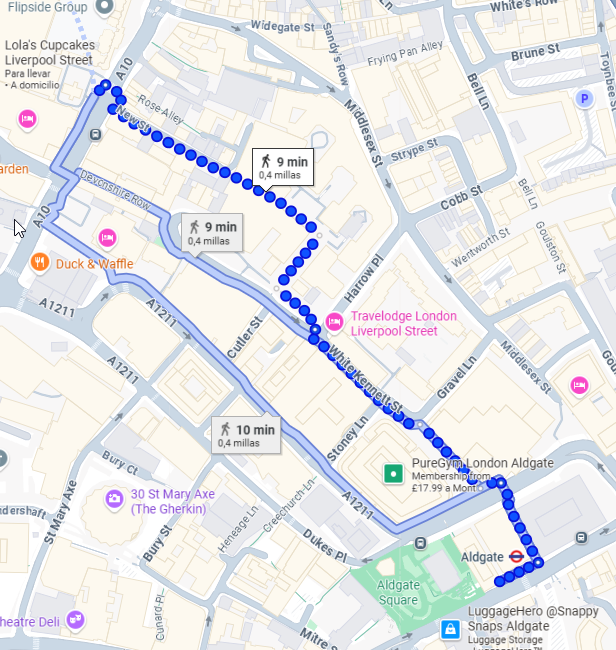 Flipside Group
White's Row
Widegate St
Sandy's Row
Frying Pan Alley
Brune St
Toynbee
Lola's Cupcakes
Liverpool Street
Para llevar
• A domicilio
A10
Rose Alley
New St
Middlesex St
Bell Ln
P
Strype St
9 min
0,4 millas
arden
Devonshire Row
Cobb St
Bell Ln
A10
9 min
0,4 millas
Wentworth St
Goulston St
Duck & Waffle
Harrow Pl
A1211
A1211
Cutler St
Travelodge London
Liverpool Street
A1211
White Kennett St
Gravel Ln
Middlesex St
Gou
10 min
0,4 millas
Stoney Ln
Bury Ct
PureGym London Aldgate
Membership from
£17.99 a Month
30 St Mary Axe
(The Gherkin)
St Mary Axe
dershaft
Creechurch Ln
Heneage Ln
A1211
Bury St
Dukes Pl
Aldgate
Aldgate
Square
Cunard Pl
heatre Deli
Mitre S
LuggageHero @Snappy
Snaps Aldgate
Luggage Storage